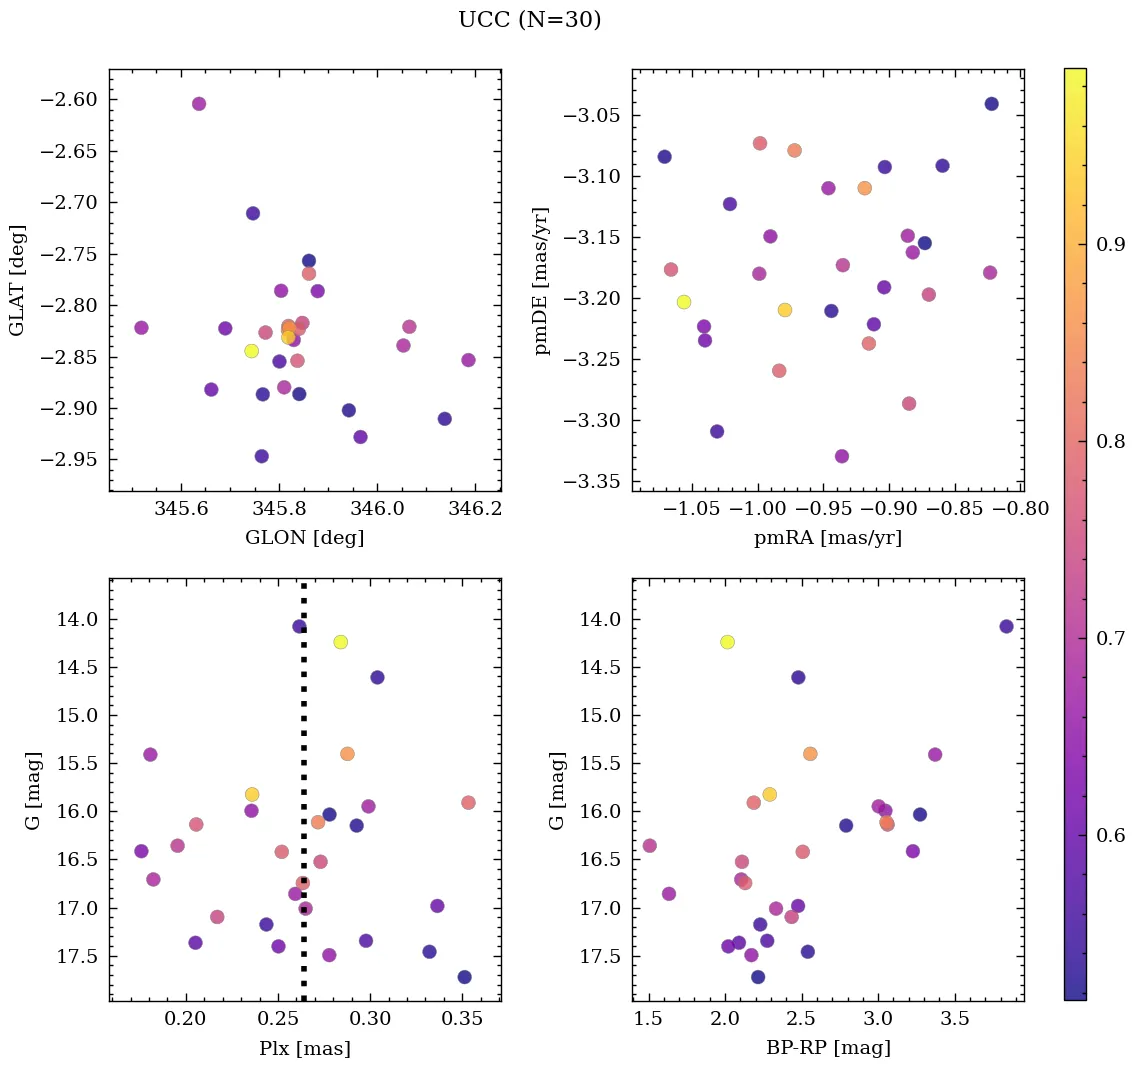 UCC (N=30)
−2.60
−2.65
−2.70
−2.75
−2.80
−2.85
−2.90
−2.95
GLAT [deg]
345.6 345.8 346.0 346.2
GLON [deg]
−3.05
−3.10
−3.15
−3.20
−3.25
−3.30
−3.35
pmDE [mas/yr]
−1.05 −1.00 −0.95 −0.90 −0.85 −0.80
pmRA [mas/yr]
14.0
14.5
15.0
15.5
16.0
16.5
17.0
17.5
G [mag]
0.20 0.25 0.30 0.35
Plx [mas]
14.0
14.5
15.0
15.5
16.0
16.5
17.0
17.5
G [mag]
1.5 2.0 2.5 3.0 3.5
BP-RP [mag]
0.9
0.8
0.7
0.6